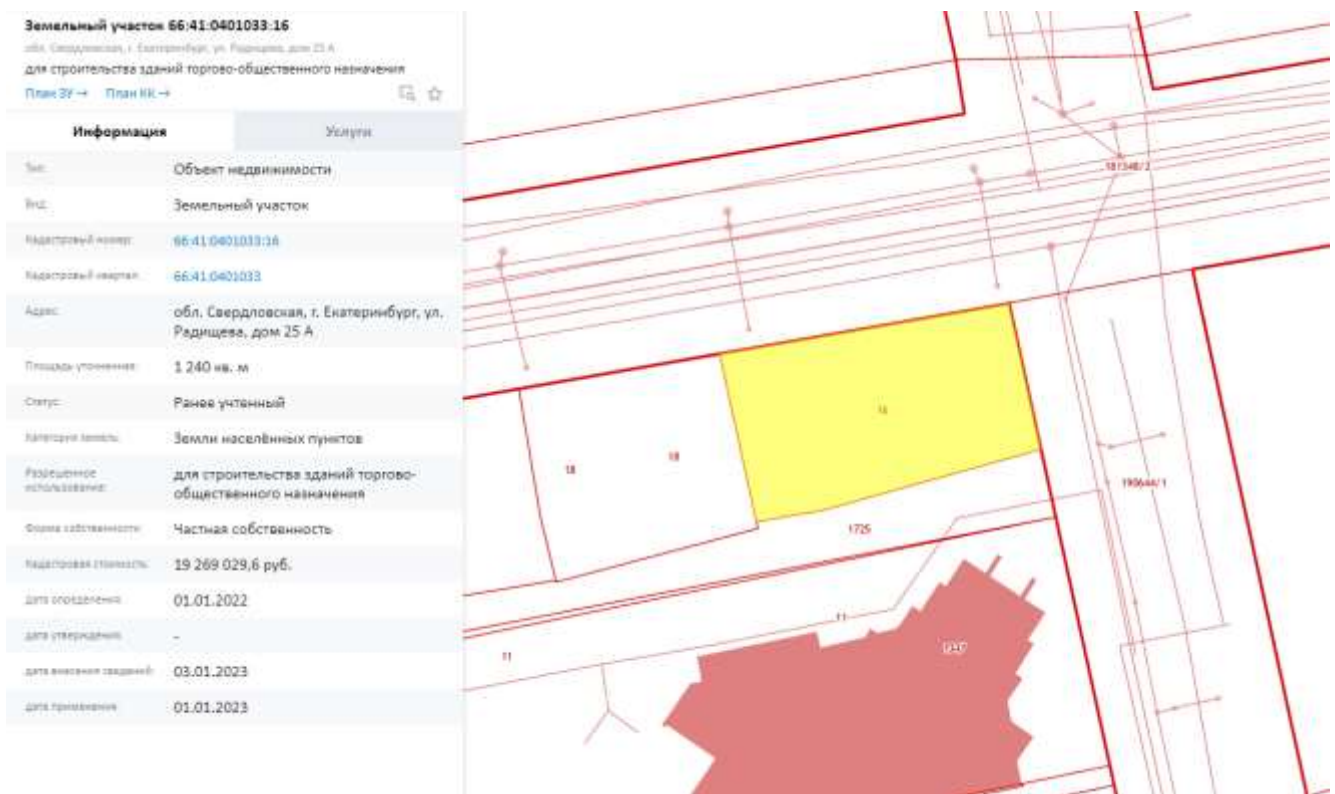 Земельный участок 66:41:0401033:16
обл. Свердловская, г. Екатеринбург, ул. Радищева, дом 25 А
для строительства зданий торгово-общественного назначения
План ЗУ → План КК →
Информация
Услуги
Тип:
Объект недвижимости
Вид:
Земельный участок
Кадастровый номер:
66:41:0401033:16
Кадастровый квартал:
66:41:0401033
Адрес:
обл. Свердловская, г. Екатеринбург, ул.
Радищева, дом 25 А
Площадь уточненная:
1 240 кв. м
Статус:
Ранее учтенный
Категория земель:
Земли населённых пунктов
Разрешенное
использование:
для строительства зданий торгово-
общественного назначения
Форма собственности:
Частная собственность
Кадастровая стоимость:
19 269 029,6 руб.
дата определения:
01.01.2022
дата утверждения:
-
дата внесения сведений:
03.01.2023
дата применения:
01.01.2023
16
18
18
1725
190644/1
11
11